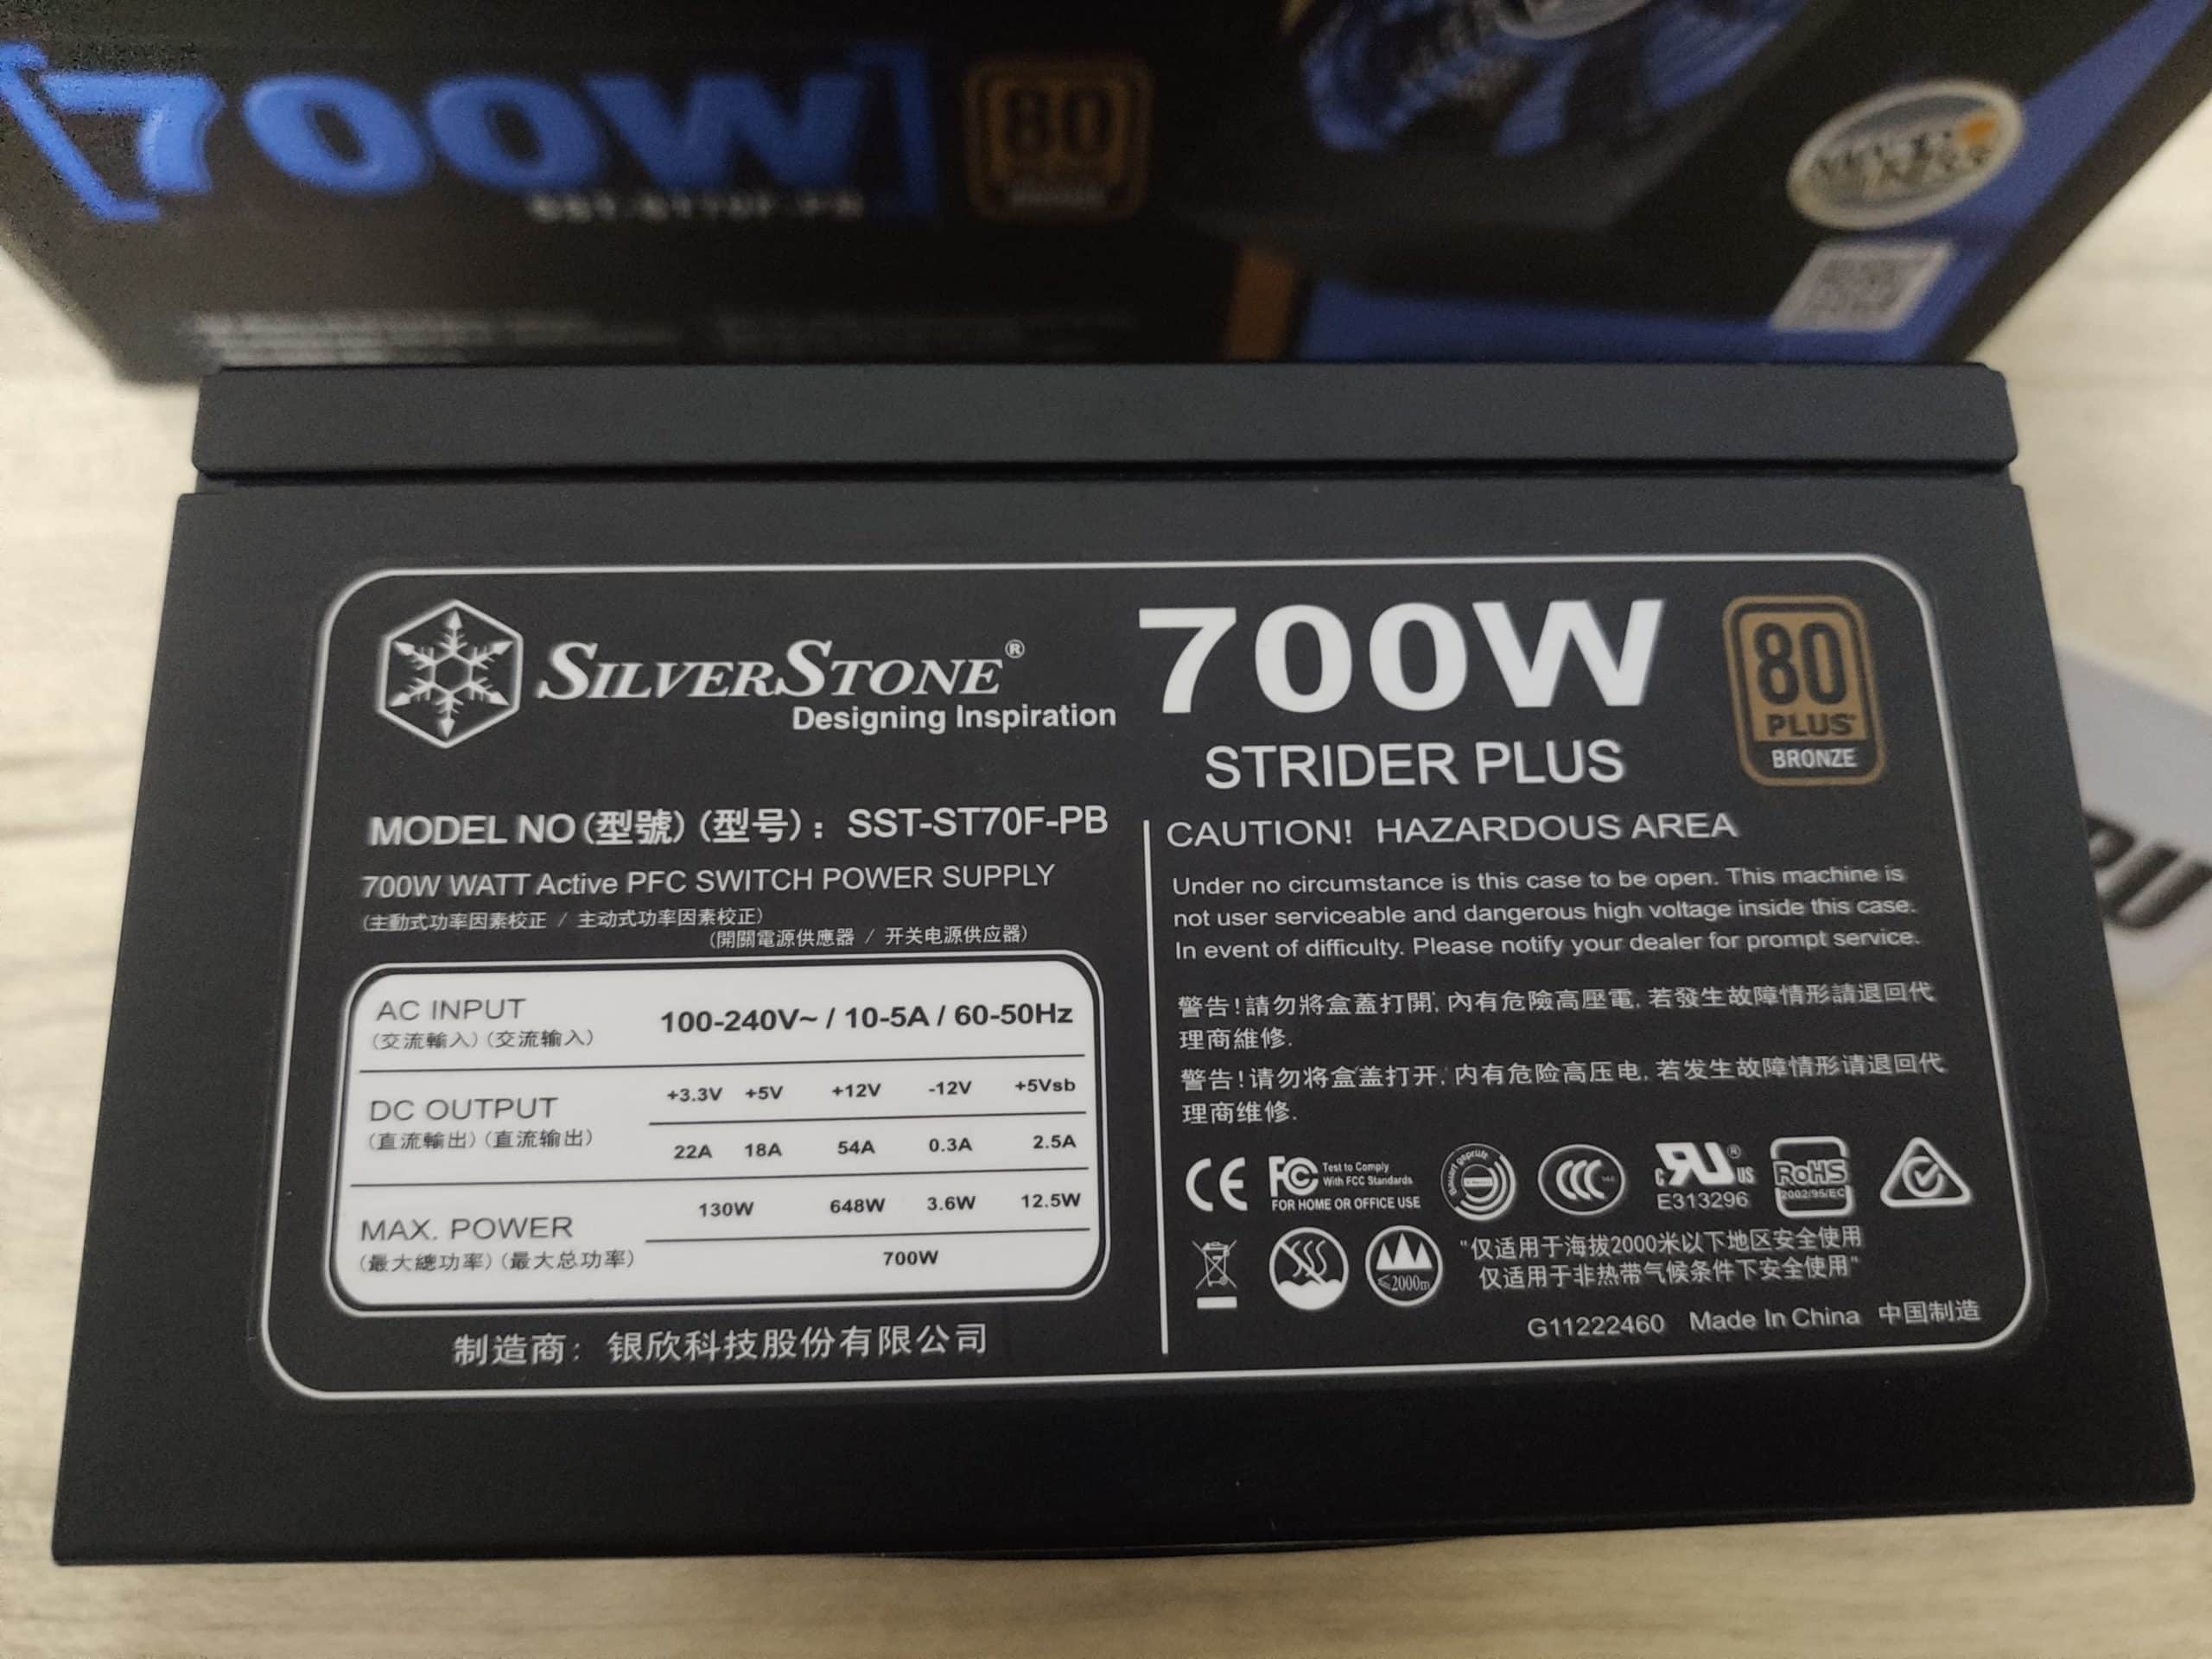 700W
80
SST-ST70F-PB
SILVERSTONE®
Designing Inspiration
700W
STRIDER PLUS
80
PLUS
BRONZE
MODEL NO(型號)(型号): SST-ST70F-PB
700W WATT Active PFC SWITCH POWER SUPPLY
(主動式功率因素校正 / 主动式功率因素校正)
(開關電源供應器 / 开关电源供应器)
AC INPUT
(交流輸入)(交流输入)
100-240V~ / 10-5A / 60-50Hz
DC OUTPUT
(直流輸出)(直流输出)
+3.3V +5V +12V -12V +5Vsb
22A 18A 54A 0.3A 2.5A
MAX. POWER
(最大總功率)(最大总功率)
130W 648W 3.6W 12.5W
700W
制造商: 银欣科技股份有限公司
CAUTION! HAZARDOUS AREA
Under no circumstance is this case to be open. This machine is
not user serviceable and dangerous high voltage inside this case.
In event of difficulty. Please notify your dealer for prompt service.
警告!請勿將盒蓋打開, 內有危險高壓電, 若發生故障情形請退回代
理商維修.
警告!请勿将盒盖打开, 内有危险高压电, 若发生故障情形请退回代
理商维修.
CE
FC
Test to Comply
With FCC Standards
FOR HOME OR OFFICE USE
Bauart geprüft
CCC
c RU® US
E313296
RoHS
2002/95/EC
≤2000m
"仅适用于海拔2000米以下地区安全使用
仅适用于非热带气候条件下安全使用"
G11222460 Made In China 中国制造